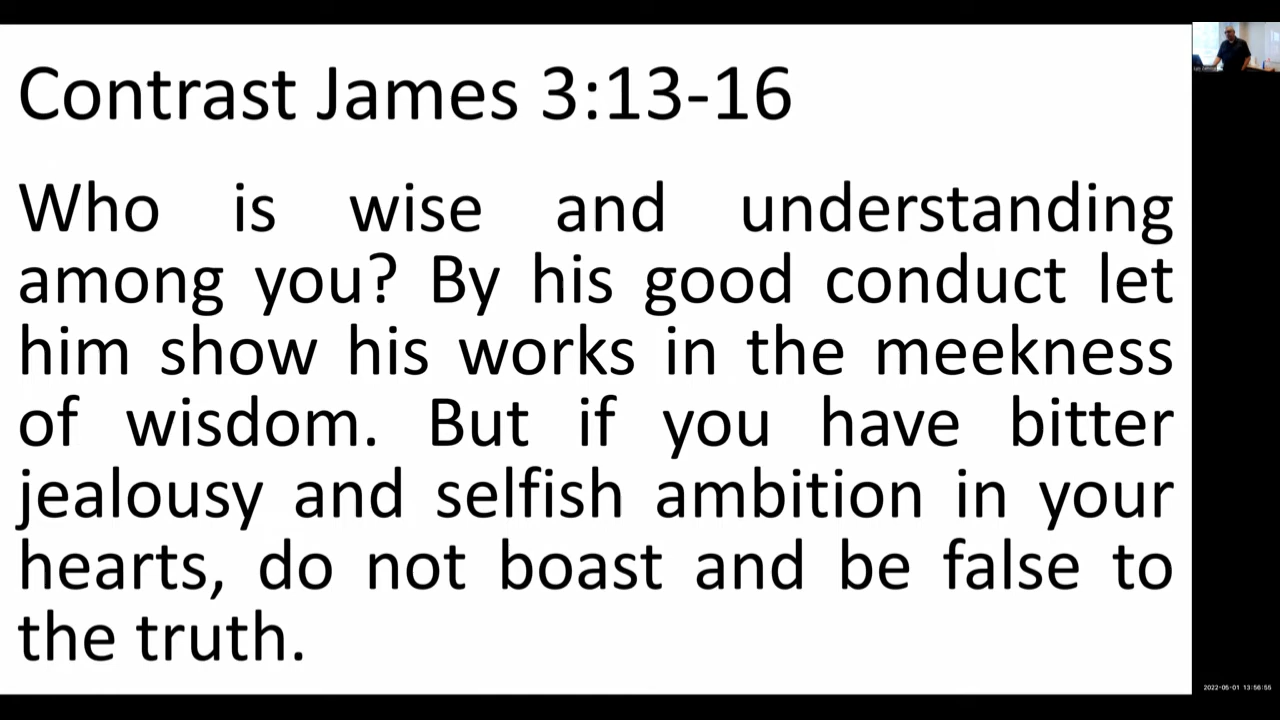 Contrast James 3:13-16
Who is wise and understanding
among you? By his good conduct let
him show his works in the meekness
of wisdom. But if you have bitter
jealousy and selfish ambition in your
hearts, do not boast and be false to
the truth.
2022-05-01 13:56:55